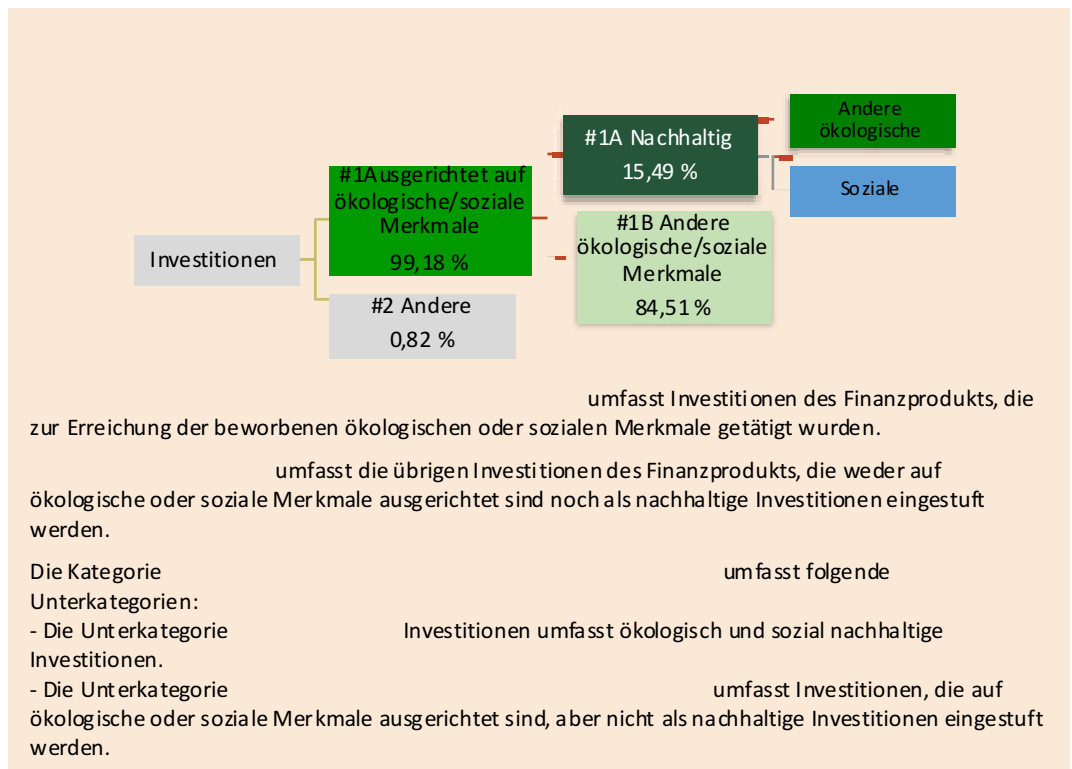 Andere
ökologische
#1A Nachhaltig
15,49 %
Soziale
#1Ausgerichtet auf
ökologische/soziale
Merkmale
99,18 %
#1B Andere
ökologische/soziale
Merkmale
84,51 %
Investitionen
#2 Andere
0,82 %
umfasst Investitionen des Finanzprodukts, die
zur Erreichung der beworbenen ökologischen oder sozialen Merkmale getätigt wurden.
umfasst die übrigen Investitionen des Finanzprodukts, die weder auf
ökologische oder soziale Merkmale ausgerichtet sind noch als nachhaltige Investitionen eingestuft
werden.
Die Kategorie umfasst folgende
Unterkategorien:
- Die Unterkategorie Investitionen umfasst ökologisch und sozial nachhaltige
Investitionen.
- Die Unterkategorie umfasst Investitionen, die auf
ökologische oder soziale Merkmale ausgerichtet sind, aber nicht als nachhaltige Investitionen eingestuft
werden.